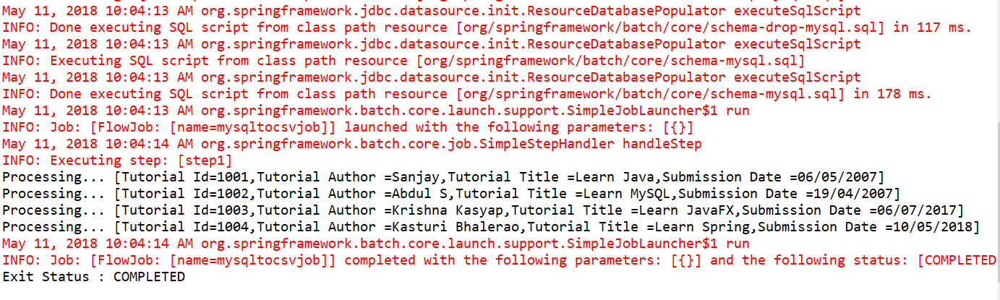 May 11, 2018 10:04:13 AM org.springframework.jdbc.datasource.init.ResourceDatabasePopulator executeSqlScript
INFO: Done executing SQL script from class path resource [org/springframework/batch/core/schema-drop-mysql.sql] in 117 ms.
May 11, 2018 10:04:13 AM org.springframework.jdbc.datasource.init.ResourceDatabasePopulator executeSqlScript
INFO: Executing SQL script from class path resource [org/springframework/batch/core/schema-mysql.sql]
May 11, 2018 10:04:13 AM org.springframework.jdbc.datasource.init.ResourceDatabasePopulator executeSqlScript
INFO: Done executing SQL script from class path resource [org/springframework/batch/core/schema-mysql.sql] in 178 ms.
May 11, 2018 10:04:13 AM org.springframework.batch.core.launch.support.SimpleJobLauncher$1 run
INFO: Job: [FlowJob: [name=mysqltocsvjob]] launched with the following parameters: [{}]
May 11, 2018 10:04:14 AM org.springframework.batch.core.job.SimpleStepHandler handleStep
INFO: Executing step: [step1]
Processing... [Tutorial Id=1001,Tutorial Author =Sanjay,Tutorial Title =Learn Java,Submission Date =06/05/2007]
Processing... [Tutorial Id=1002,Tutorial Author =Abdul S,Tutorial Title =Learn MySQL,Submission Date =19/04/2007]
Processing... [Tutorial Id=1003,Tutorial Author =Krishna Kasyap,Tutorial Title =Learn JavaFX,Submission Date =06/07/2017]
Processing... [Tutorial Id=1004,Tutorial Author =Kasturi Bhalerao,Tutorial Title =Learn Spring,Submission Date =10/05/2018]
May 11, 2018 10:04:14 AM org.springframework.batch.core.launch.support.SimpleJobLauncher$1 run
INFO: Job: [FlowJob: [name=mysqltocsvjob]] completed with the following parameters: [{}] and the following status: [COMPLETED
Exit Status : COMPLETED